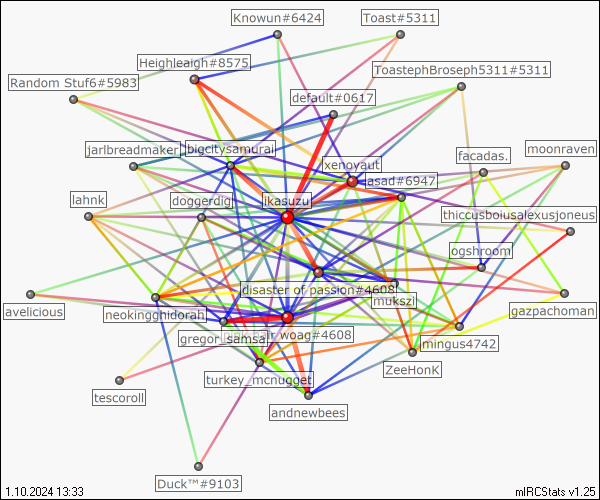 Knowun#6424
Toast#5311
Heighleaigh#8575
ToastephBroseph5311#5311
Random Stuf6#5983
default#0617
jarlbreadmaker
bigcitysamurai
xenoyaut
facadas.
moonraven
asad#6947
lahnk
doggerdig
ikasuzu
thiccusboiusalexusjoneus
ogshroom
disaster of passion#4608
mukszi
avelicious
neokingghidorah
gazpachoman
gregor_samsa
hair_woag#4608
mingus4742
turkey_mcnugget
ZeeHonk
tescoroll
andnewbees
Duck™#9103
1.10.2024 13:33
mIRCStats v1.25